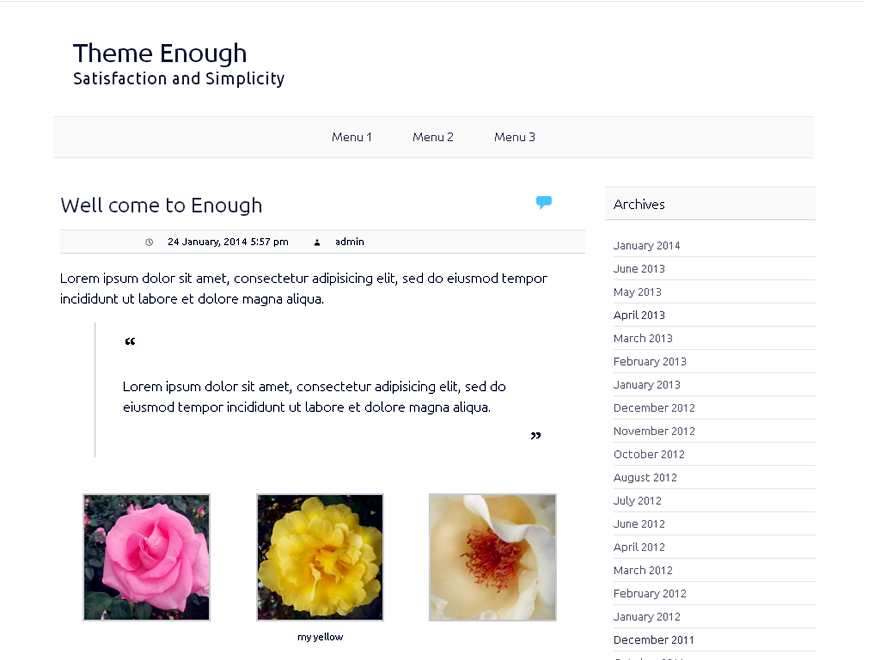 Theme Enough
Satisfaction and Simplicity
Menu 1 Menu 2 Menu 3
Well come to Enough
24 January, 2014 5:57 pm admin
Lorem ipsum dolor sit amet, consectetur adipisicing elit, sed do eiusmod tempor
incididunt ut labore et dolore magna aliqua.
“
Lorem ipsum dolor sit amet, consectetur adipisicing elit, sed do
eiusmod tempor incididunt ut labore et dolore magna aliqua.
”
my yellow
Archives
January 2014
June 2013
May 2013
April 2013
March 2013
February 2013
January 2013
December 2012
November 2012
October 2012
August 2012
July 2012
June 2012
April 2012
March 2012
February 2012
January 2012
December 2011